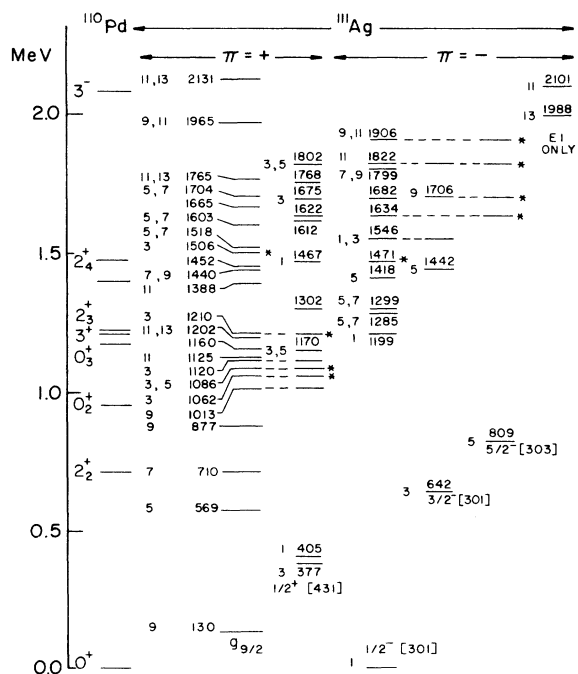 110Pd 111Ag
MeV π = + π = −
3− 11,13 2131 11 2101
2.0 13 1988
9,11 1965 9,11 1906 * E1
ONLY
3,5 1802 11 1822 *
11,13 1765 1768 7,9 1799
5,7 1704 3 1675 1682 9 1706 *
1665 1622 1634 *
5,7 1603 1612
5,7 1518 1,3 1546
1.5 3 1506 *
2+4 1452 1 1467 1471 * 5 1442
7,9 1440 5 1418
11 1388
2+3 1302 5,7 1299
3 1210 * 5,7 1285
3+ 11,13 1202 1 1199
1160 3,5 1170
0+3 11 1125
3 1120 *
3,5 1086 *
1.0 3 1062
0+2 9 1013
9 877
5 809
5/2− [303]
2+2 7 710
3 642
3/2− [301]
0.5 5 569
1 405
3 377
1/2+ [431]
9 130
g9/2
1/2− [301]
0.0 0+ 1